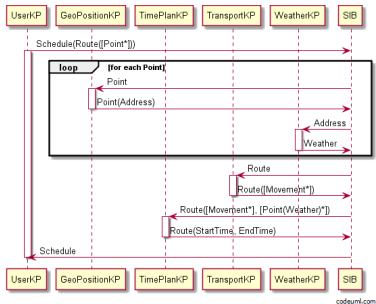 UserKP GeoPositionKP TimePlanKP TransportKP WeatherKP SIB
Schedule(Route([Point*]))
loop [for each Point]
Point
Point(Address)
Address
Weather
Route
Route([Movement*])
Route([Movement*], [Point(Weather)*])
Route(StartTime, EndTime)
Schedule
UserKP GeoPositionKP TimePlanKP TransportKP WeatherKP SIB
codeuml.com